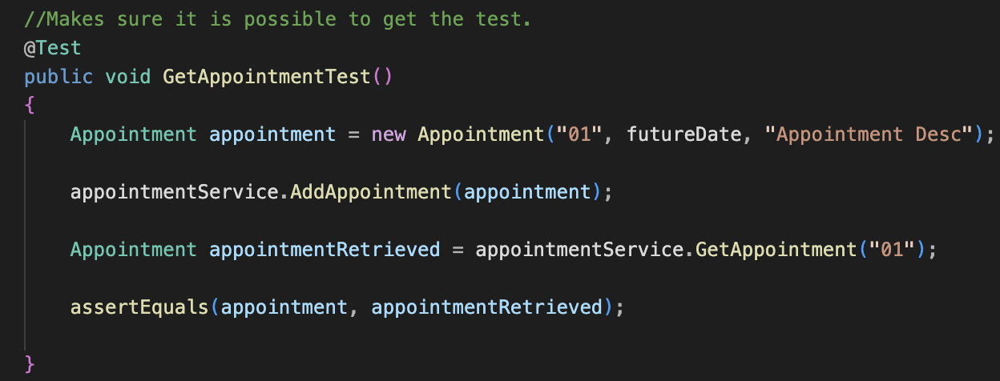 //Makes sure it is possible to get the test.
@Test
public void GetAppointmentTest()
{
Appointment appointment = new Appointment("01", futureDate, "Appointment Desc");
appointmentService.AddAppointment(appointment);
Appointment appointmentRetrieved = appointmentService.GetAppointment("01");
assertEquals(appointment, appointmentRetrieved);
}